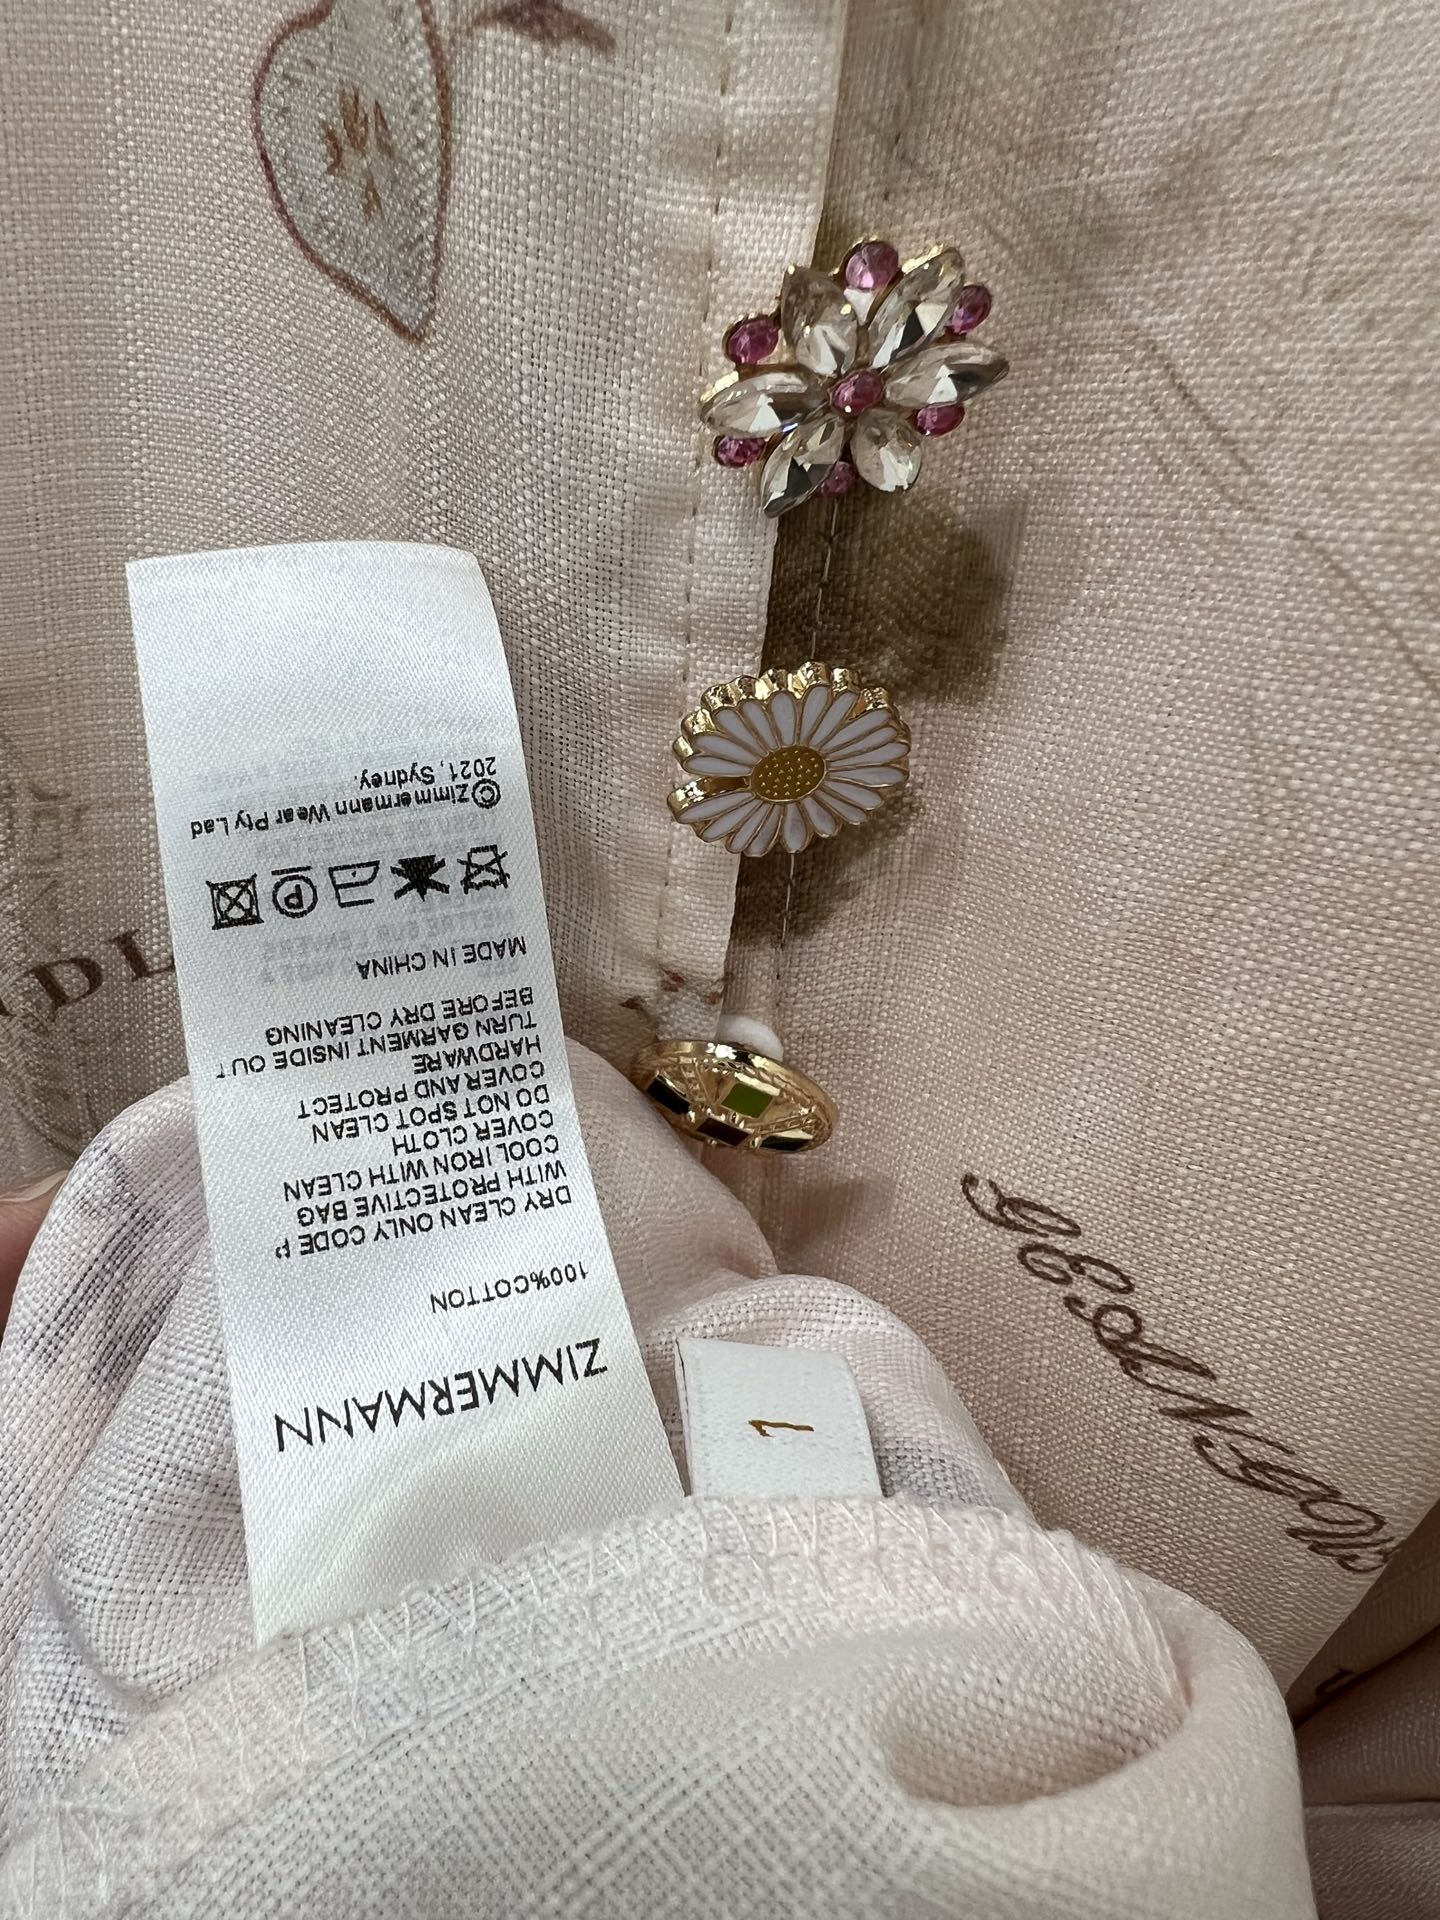 ZIMMERMANN
100%COTTON
DRY CLEAN ONLY CODE P
WITH PROTECTIVE BAG
COOL IRON WITH CLEAN
COVER CLOTH
DO NOT SPOT CLEAN
COVER AND PROTECT
HARDWARE
TURN GARMENT INSIDE OUT
BEFORE DRY CLEANING
MADE IN CHINA
P
©Zimmermann Wear Pty Lad
2021, Sydney.
1